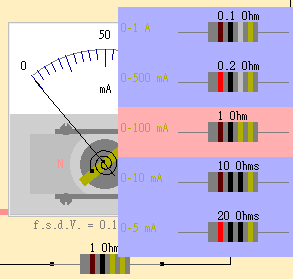 0-1 A
0.1 Ohm
50
0-500 mA
0.2 Ohm
0
mA
0-100 mA
1 Ohm
N
0-10 mA
10 Ohms
0-5 mA
20 Ohms
f.s.d.V. = 0.1
1 Ohm